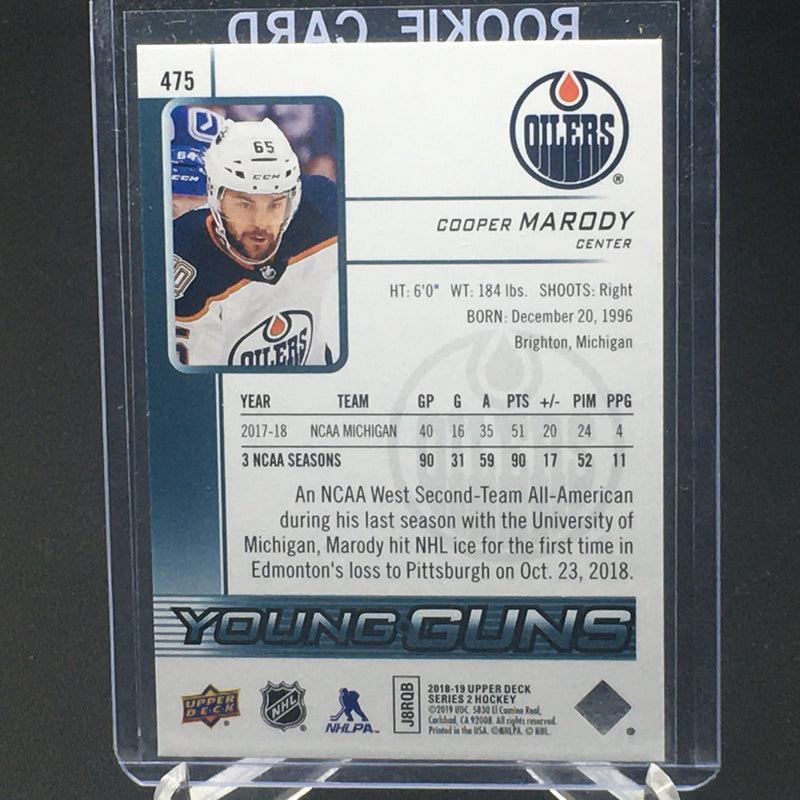 ROOKIE CARD
475
OILERS
®
65
CCM
64
OILERS
COOPER MARODY
CENTER
HT: 6'0" WT: 184 lbs. SHOOTS: Right
BORN: December 20, 1996
Brighton, Michigan
YEAR TEAM GP G A PTS +/- PIM PPG
2017-18 NCAA MICHIGAN 40 16 35 51 20 24 4
3 NCAA SEASONS 90 31 59 90 17 52 11
An NCAA West Second-Team All-American
during his last season with the University of
Michigan, Marody hit NHL ice for the first time in
Edmonton's loss to Pittsburgh on Oct. 23, 2018.
YOUNG GUNS
UPPER DECK
NHL
NHLPA
J8RQB
2018-19 UPPER DECK
SERIES 2 HOCKEY
©2019 UDC. 5830 El Camino Real,
Carlsbad, CA 92008. All rights reserved.
Printed in the USA. ©NHLPA. © NHL.